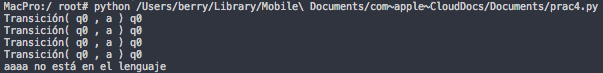 MacPro:/ root# python /Users/berry/Library/Mobile\ Documents/com~apple~CloudDocs/Documents/prac4.py
Transición( q0 , a ) q0
Transición( q0 , a ) q0
Transición( q0 , a ) q0
Transición( q0 , a ) q0
aaaa no está en el lenguaje